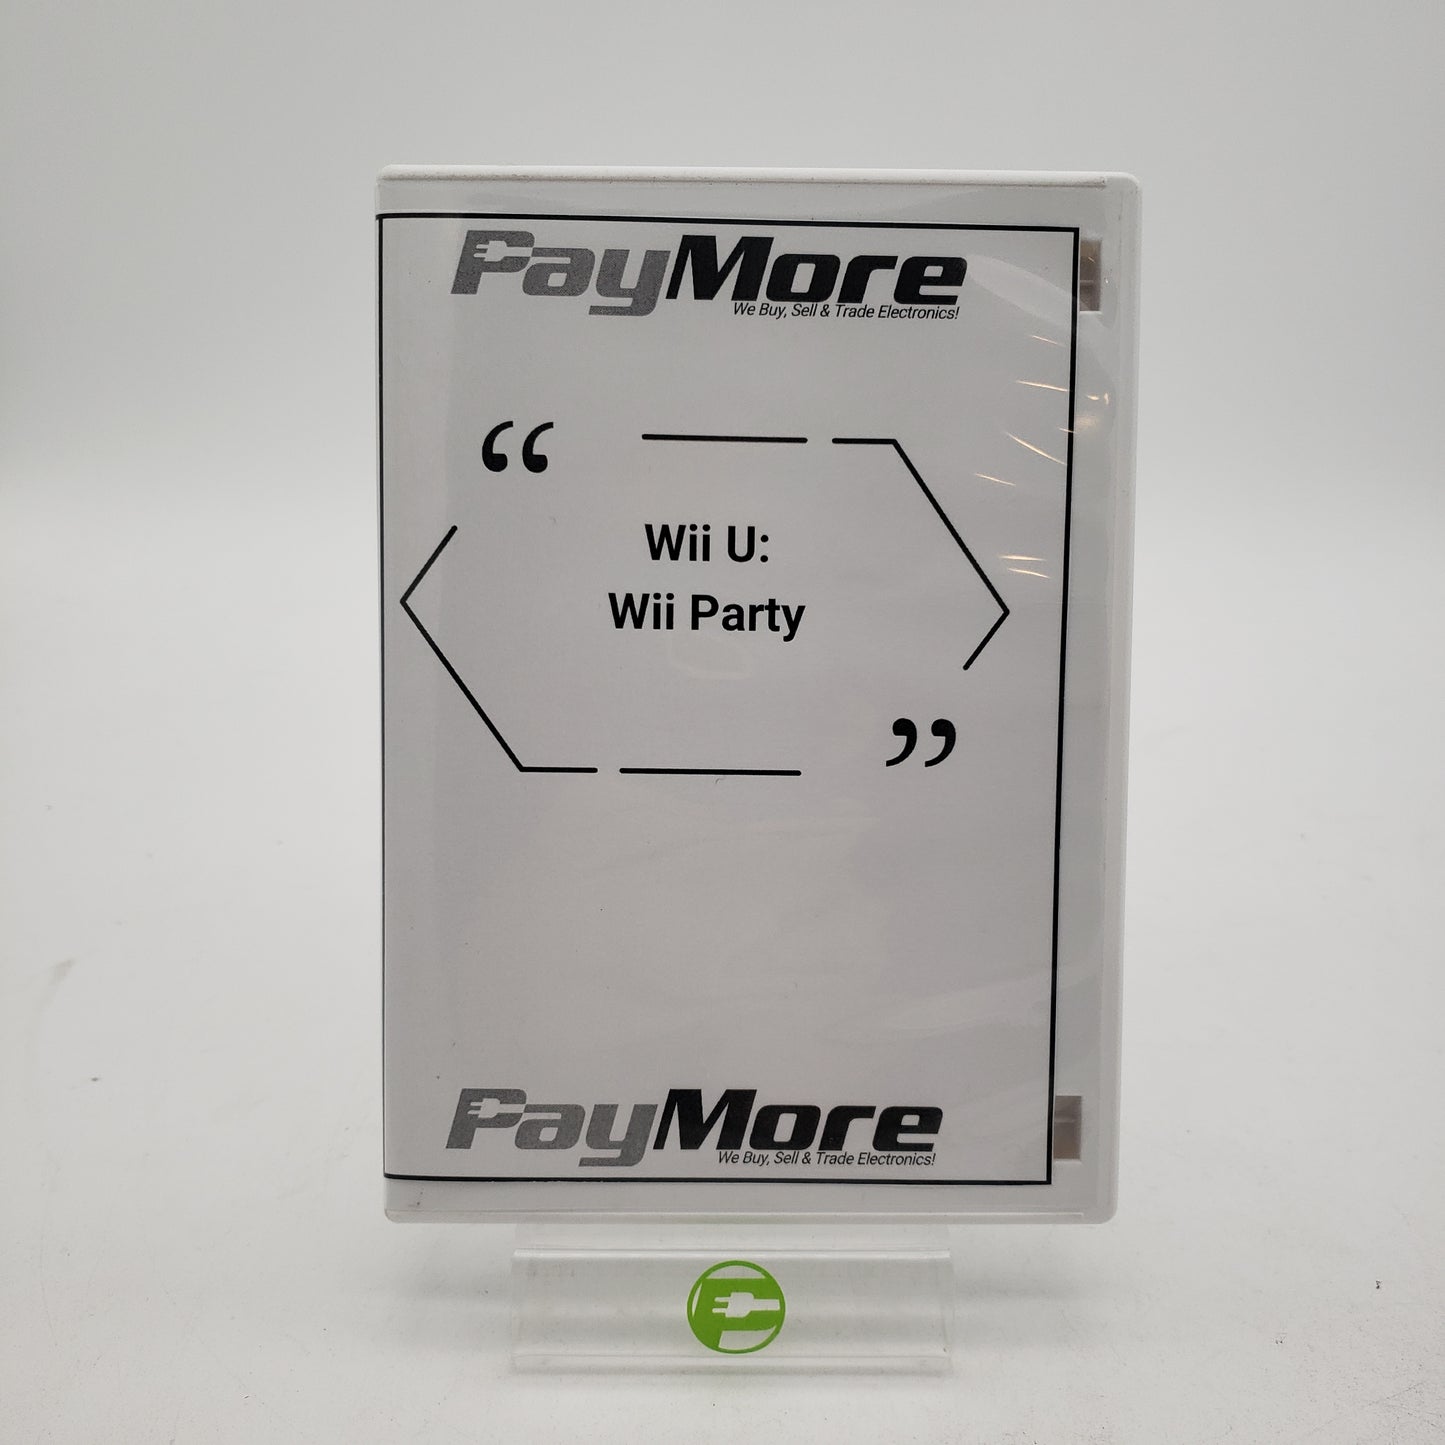 PayMore
We Buy, Sell & Trade Electronics!
“
Wii U:
Wii Party
”
PayMore
We Buy, Sell & Trade Electronics!